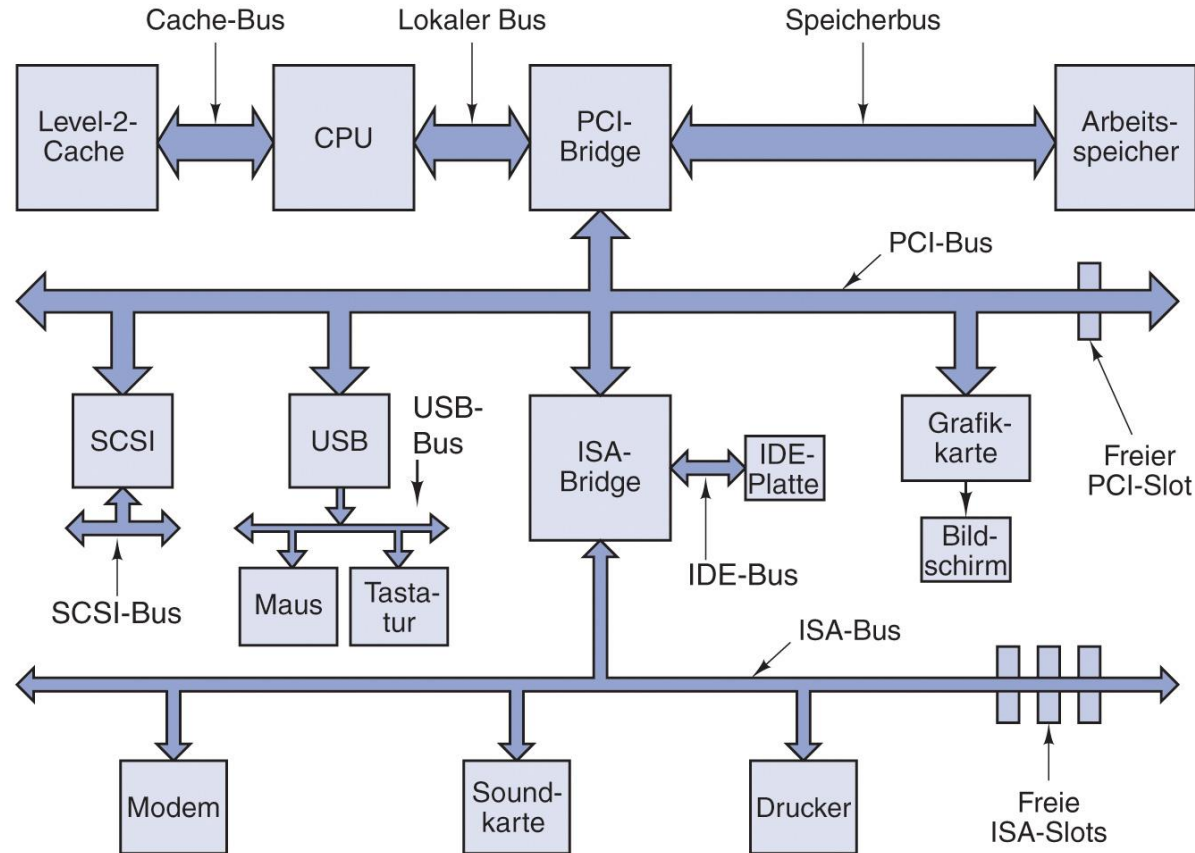 Cache-Bus
Lokaler Bus
Speicherbus
Level-2-
Cache
CPU
PCI-
Bridge
Arbeits-
speicher
PCI-Bus
SCSI
USB
USB-
Bus
ISA-
Bridge
IDE-
Platte
Grafik-
karte
Freier
PCI-Slot
SCSI-Bus
Maus
Tasta-
tur
IDE-Bus
Bild-
schirm
ISA-Bus
Modem
Sound-
karte
Drucker
Freie
ISA-Slots